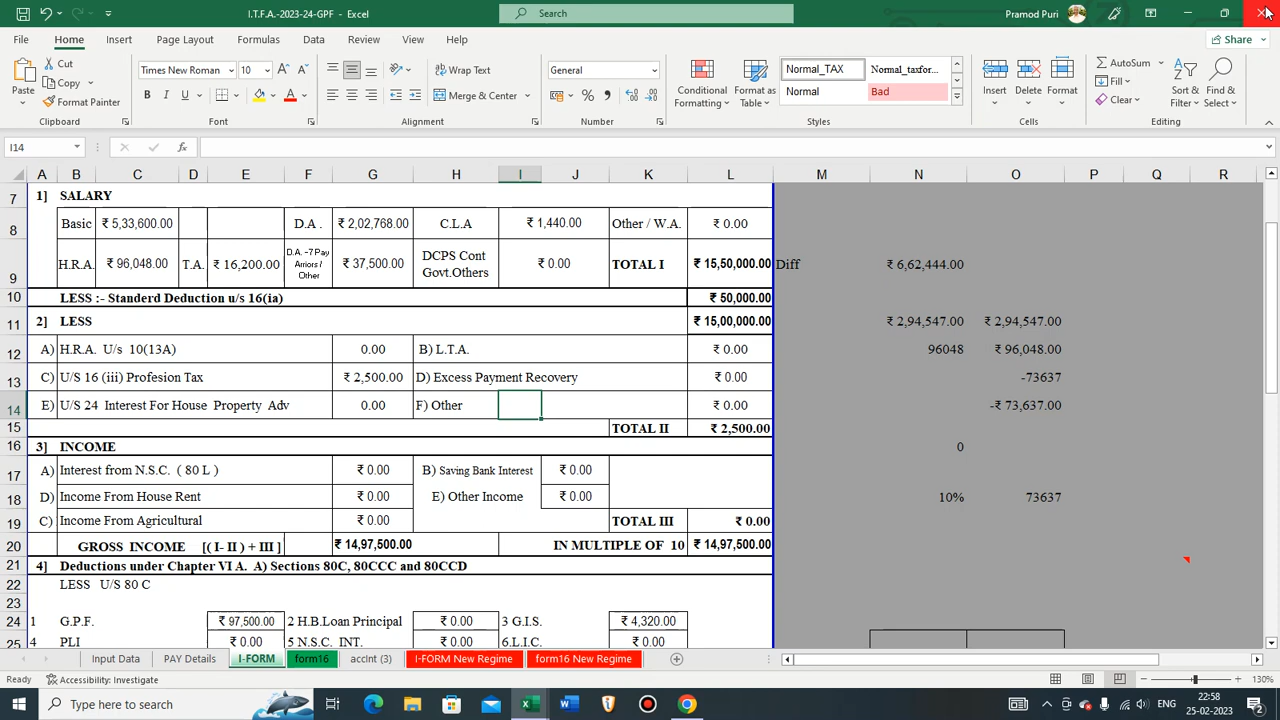 I.T.F.A.-2023-24-GPF - Excel
Search
Pramod Puri
File Home Insert Page Layout Formulas Data Review View Help
Share
Paste
Cut
Copy
Format Painter
Clipboard
Times New Roman 10
B I U
Font
Wrap Text
Merge & Center
Alignment
General
Number
Conditional Formatting
Format as Table
Normal_TAX Normal_taxfor...
Normal Bad
Styles
Insert Delete Format
Cells
AutoSum
Fill
Clear
Sort & Filter
Find & Select
Editing
I14
A B C D E F G H I J K L M N O P Q R
7 1] SALARY
8 Basic ₹ 5,33,600.00 D.A . ₹ 2,02,768.00 C.L.A ₹ 1,440.00 Other / W.A. ₹ 0.00
9 H.R.A. ₹ 96,048.00 T.A. ₹ 16,200.00 D.A. -7 Pay Arriors / Other ₹ 37,500.00 DCPS Cont Govt.Others ₹ 0.00 TOTAL I ₹ 15,50,000.00 Diff ₹ 6,62,444.00
10 LESS :- Standerd Deduction u/s 16(ia) ₹ 50,000.00
11 2] LESS ₹ 15,00,000.00 ₹ 2,94,547.00 ₹ 2,94,547.00
12 A) H.R.A. U/s 10(13A) 0.00 B) L.T.A. ₹ 0.00 96048 ₹ 96,048.00
13 C) U/S 16 (iii) Profesion Tax ₹ 2,500.00 D) Excess Payment Recovery ₹ 0.00 -73637
14 E) U/S 24 Interest For House Property Adv 0.00 F) Other ₹ 0.00 -₹ 73,637.00
15 TOTAL II ₹ 2,500.00
16 3] INCOME 0
17 A) Interest from N.S.C. ( 80 L ) ₹ 0.00 B) Saving Bank Interest ₹ 0.00
18 D) Income From House Rent ₹ 0.00 E) Other Income ₹ 0.00 10% 73637
19 C) Income From Agricultural ₹ 0.00 TOTAL III ₹ 0.00
20 GROSS INCOME [( I- II ) + III ] ₹ 14,97,500.00 IN MULTIPLE OF 10 ₹ 14,97,500.00
21 4] Deductions under Chapter VI A. A) Sections 80C, 80CCC and 80CCD
22 LESS U/S 80 C
23
24 1 G.P.F. ₹ 97,500.00 2 H.B.Loan Principal ₹ 0.00 3 G.I.S. ₹ 4,320.00
25 4 PLI ₹ 0.00 5 N.S.C. INT. ₹ 0.00 6.L.I.C. ₹ 0.00
Input Data PAY Details I-FORM form16 accInt (3) I-FORM New Regime form16 New Regime
Ready Accessibility: Investigate 130%
Type here to search
ENG
22:58
25-02-2023
2